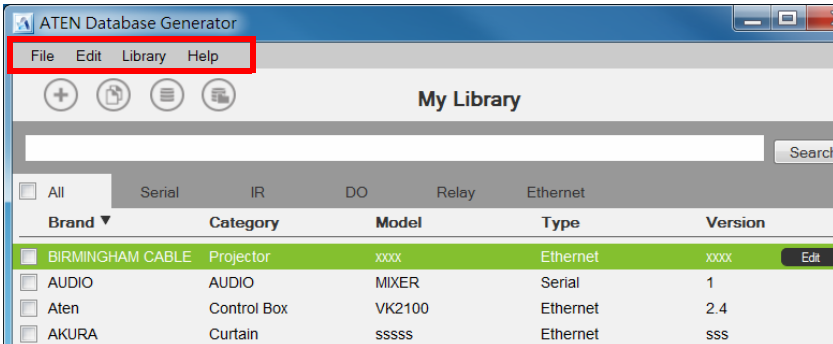 ATEN Database Generator
File Edit Library Help
My Library
Search
All Serial IR DO Relay Ethernet
Brand ▼ Category Model Type Version
BIRMINGHAM CABLE Projector xxxx Ethernet xxxx Edit
AUDIO AUDIO MIXER Serial 1
Aten Control Box VK2100 Ethernet 2.4
AKURA Curtain sssss Ethernet sss